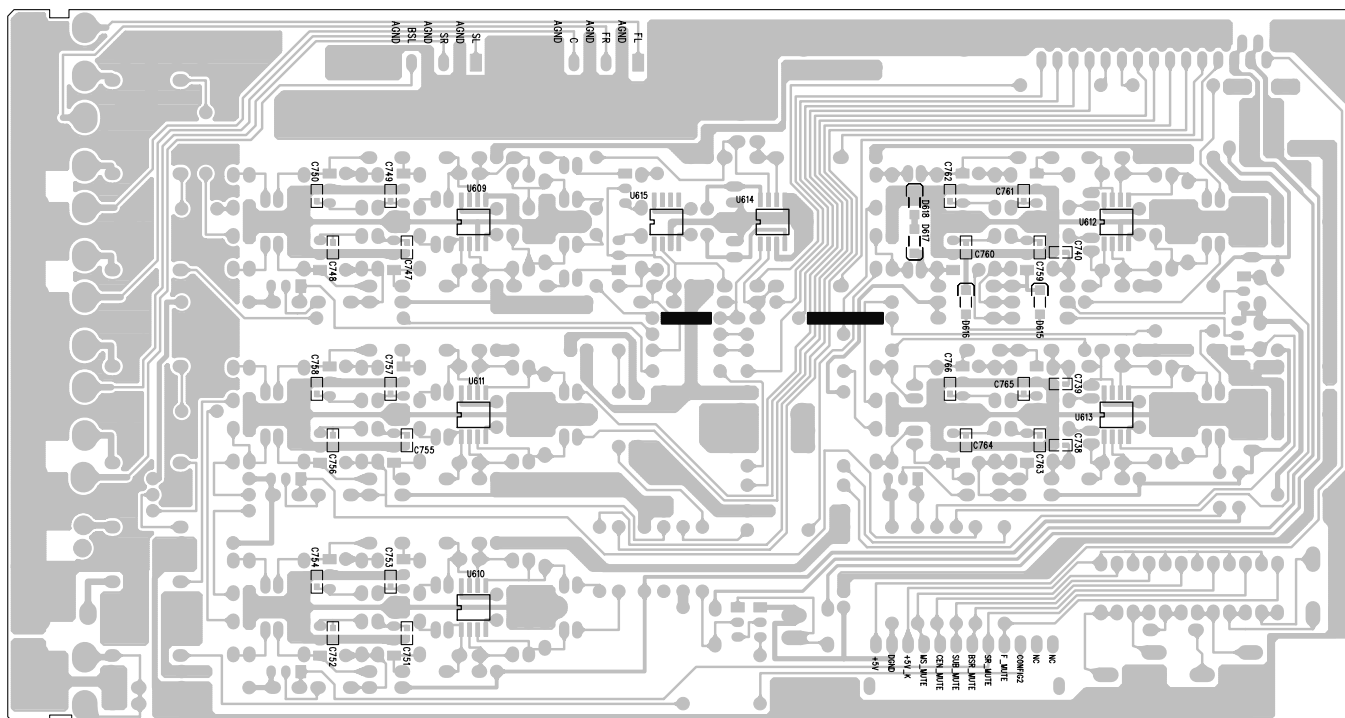 AGND
BSL
AGND
SR
AGND
SL
AGND
C
AGND
FR
AGND
FL
C750
C749
U609
U615
U614
C762
D618
D617
C761
U612
C748
C747
C760
C759
C740
D616
D615
C758
C757
U611
C766
C765
C739
U613
C756
C755
C764
C763
C738
C754
C753
U610
C752
C751
+5V
DGND
+5V_K
WS_MUTE
CEN_MUTE
SUB_MUTE
BSR_MUTE
SR_MUTE
F_MUTE
CONFIG2
NC
NC